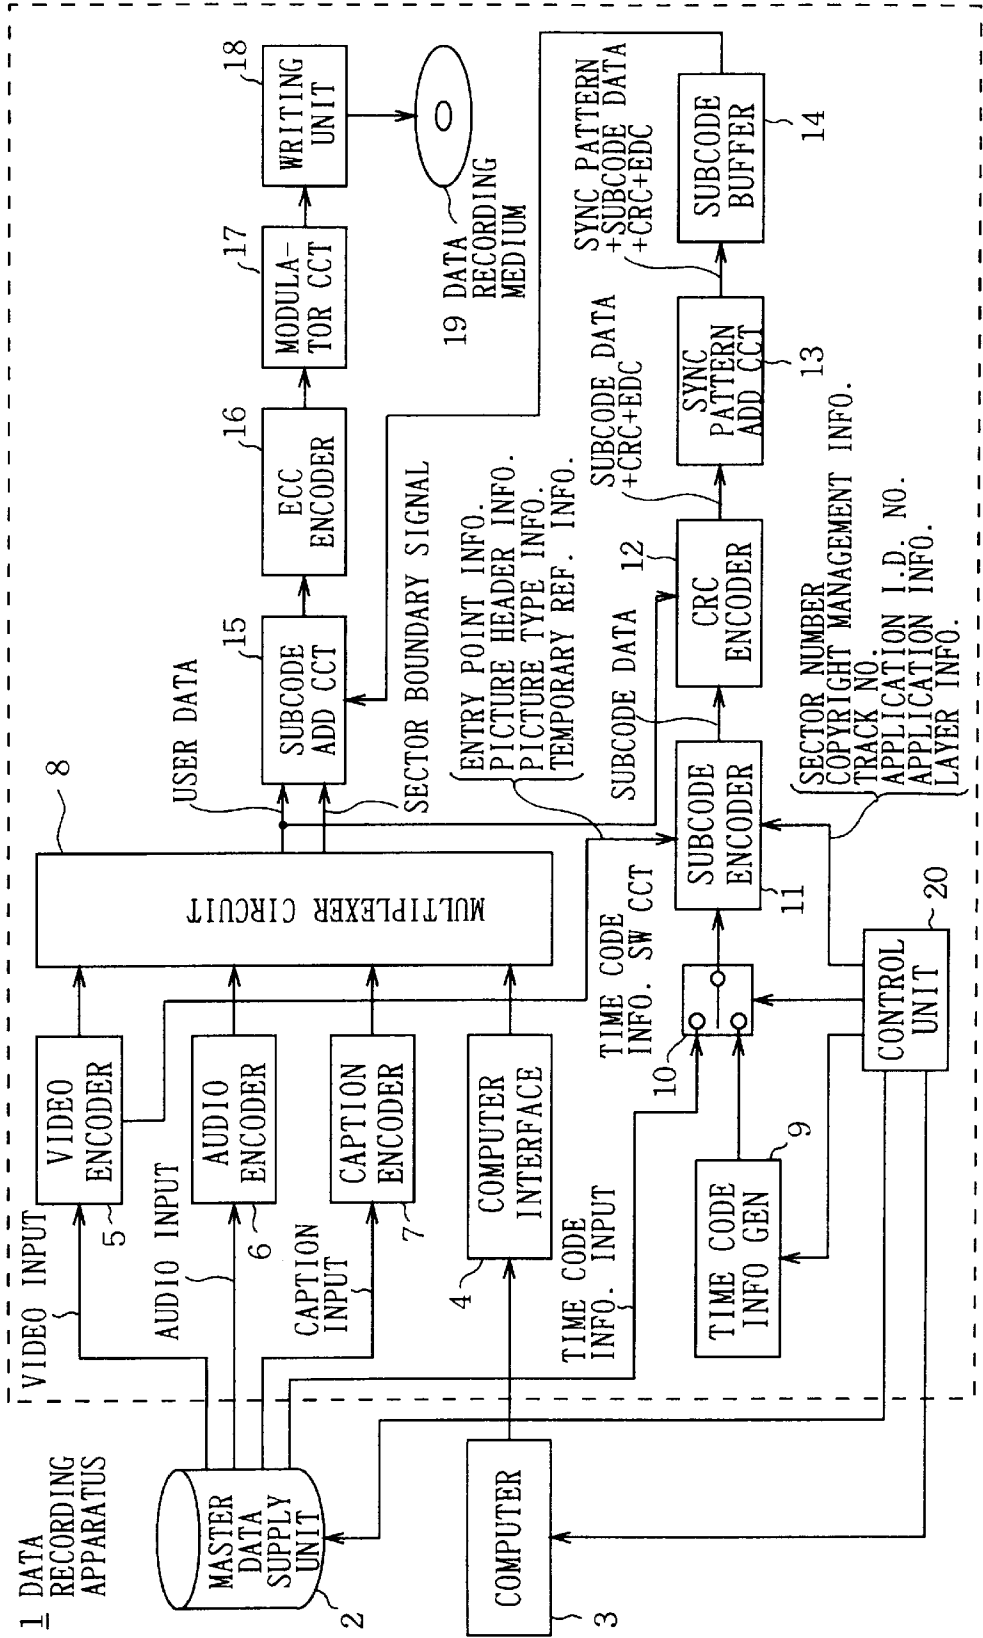 1 DATA
RECORDING
APPARATUS
MASTER
DATA
SUPPLY
UNIT
2
COMPUTER
3
VIDEO INPUT
AUDIO INPUT
CAPTION
INPUT
TIME CODE
INFO. INPUT
VIDEO
ENCODER
5
AUDIO
ENCODER
6
CAPTION
ENCODER
7
COMPUTER
INTERFACE
4
TIME CODE
INFO GEN
9
TIME CODE
INFO. SW CCT
10
CONTROL
UNIT
20
MULTIPLEXER CIRCUIT
8
USER DATA
SECTOR BOUNDARY SIGNAL
ENTRY POINT INFO.
PICTURE HEADER INFO.
PICTURE TYPE INFO.
TEMPORARY REF. INFO.
SUBCODE
ENCODER
11
SECTOR NUMBER
COPYRIGHT MANAGEMENT INFO.
TRACK NO.
APPLICATION I.D. NO.
APPLICATION INFO.
LAYER INFO.
SUBCODE DATA
CRC
ENCODER
12
SUBCODE DATA
+CRC+EDC
SYNC
PATTERN
ADD CCT
13
SYNC PATTERN
+SUBCODE DATA
+CRC+EDC
SUBCODE
BUFFER
14
SUBCODE
ADD CCT
15
ECC
ENCODER
16
MODULA-
TOR CCT
17
WRITING
UNIT
18
19 DATA
RECORDING
MEDIUM